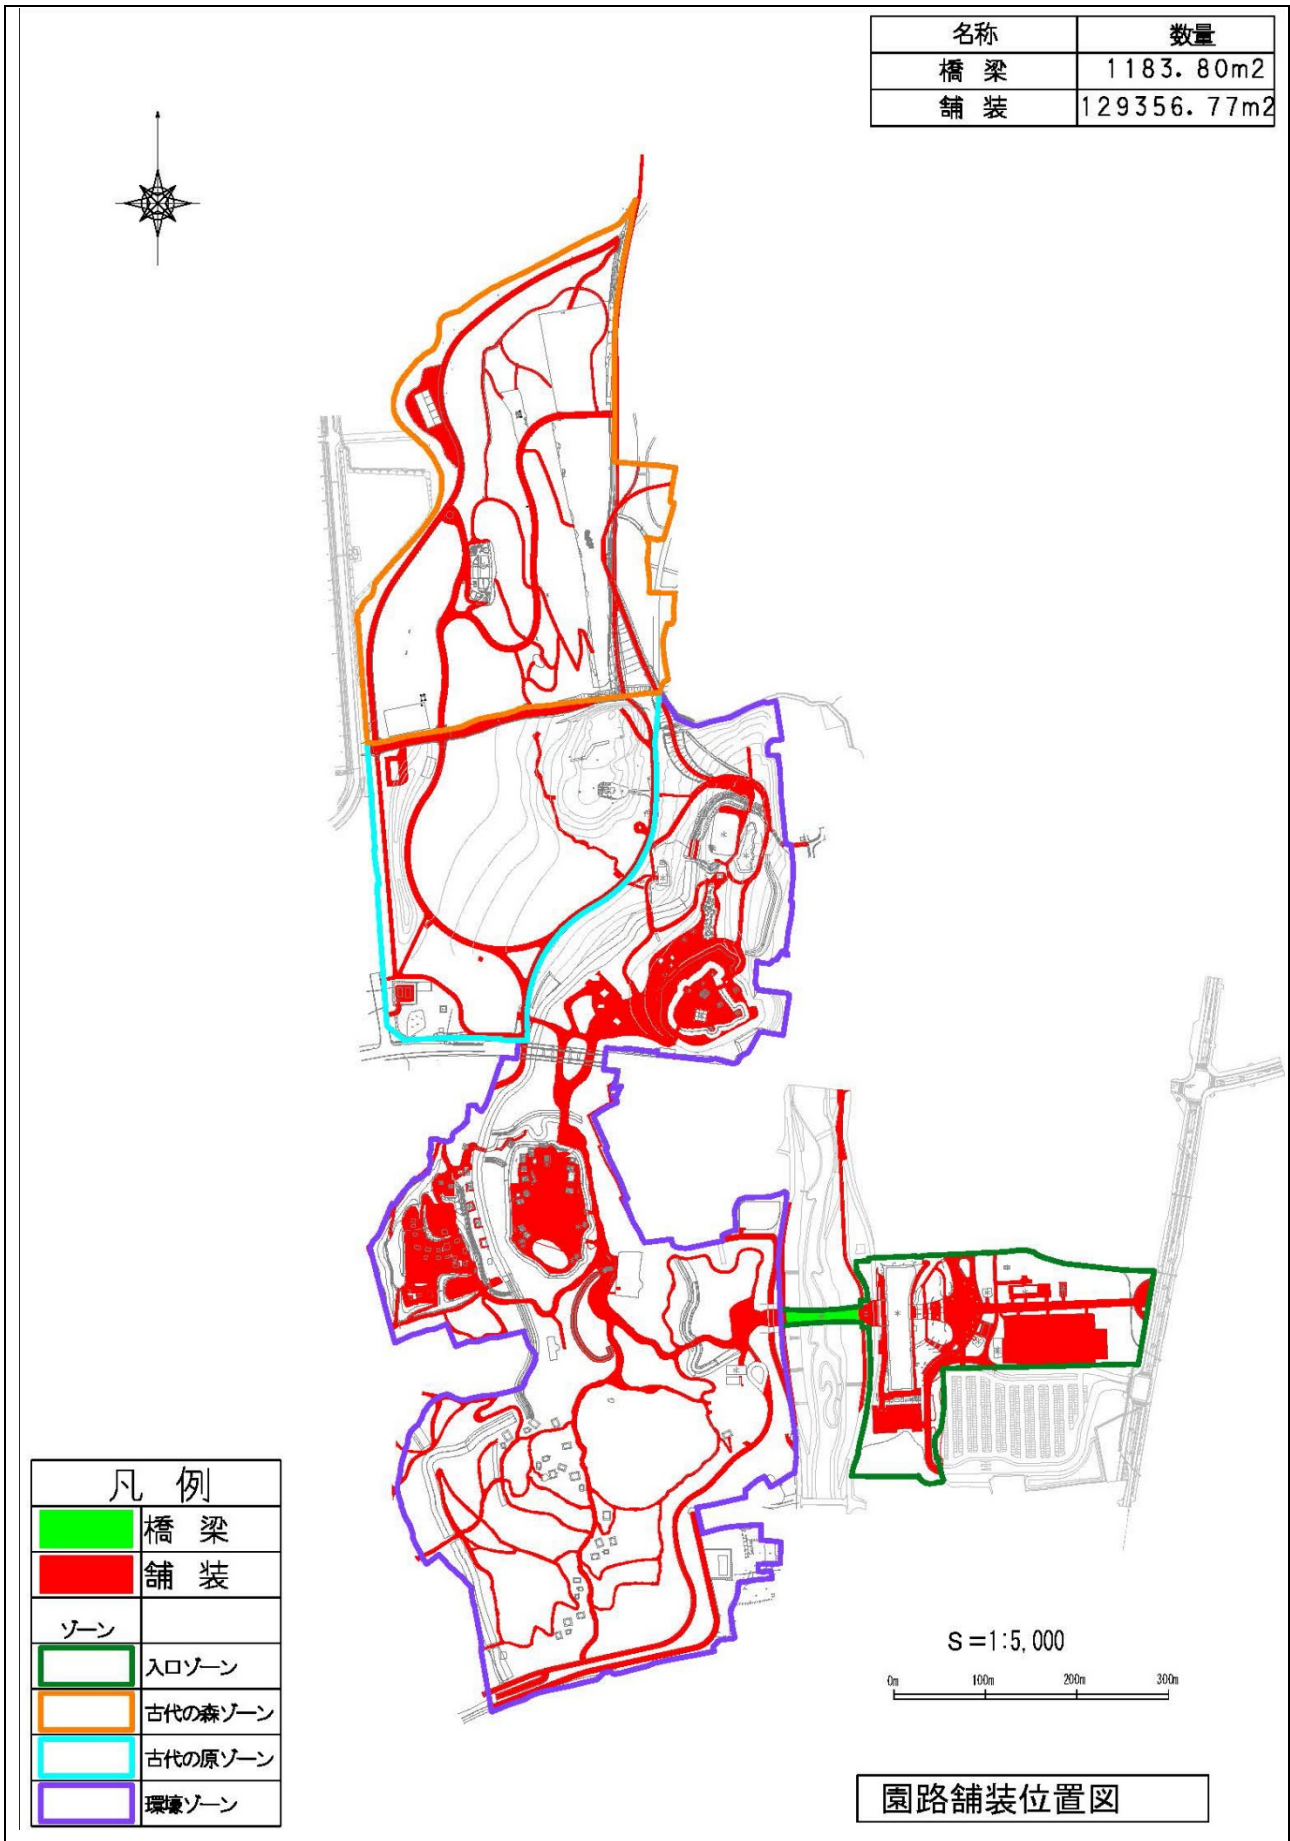 名称 数量
橋 梁 1183.80m2
舗 装 129356.77m2
凡 例
橋 梁
舗 装
ゾーン
入口ゾーン
古代の森ゾーン
古代の原ゾーン
環壕ゾーン
S=1:5,000
0m 100m 200m 300m
園路舗装位置図